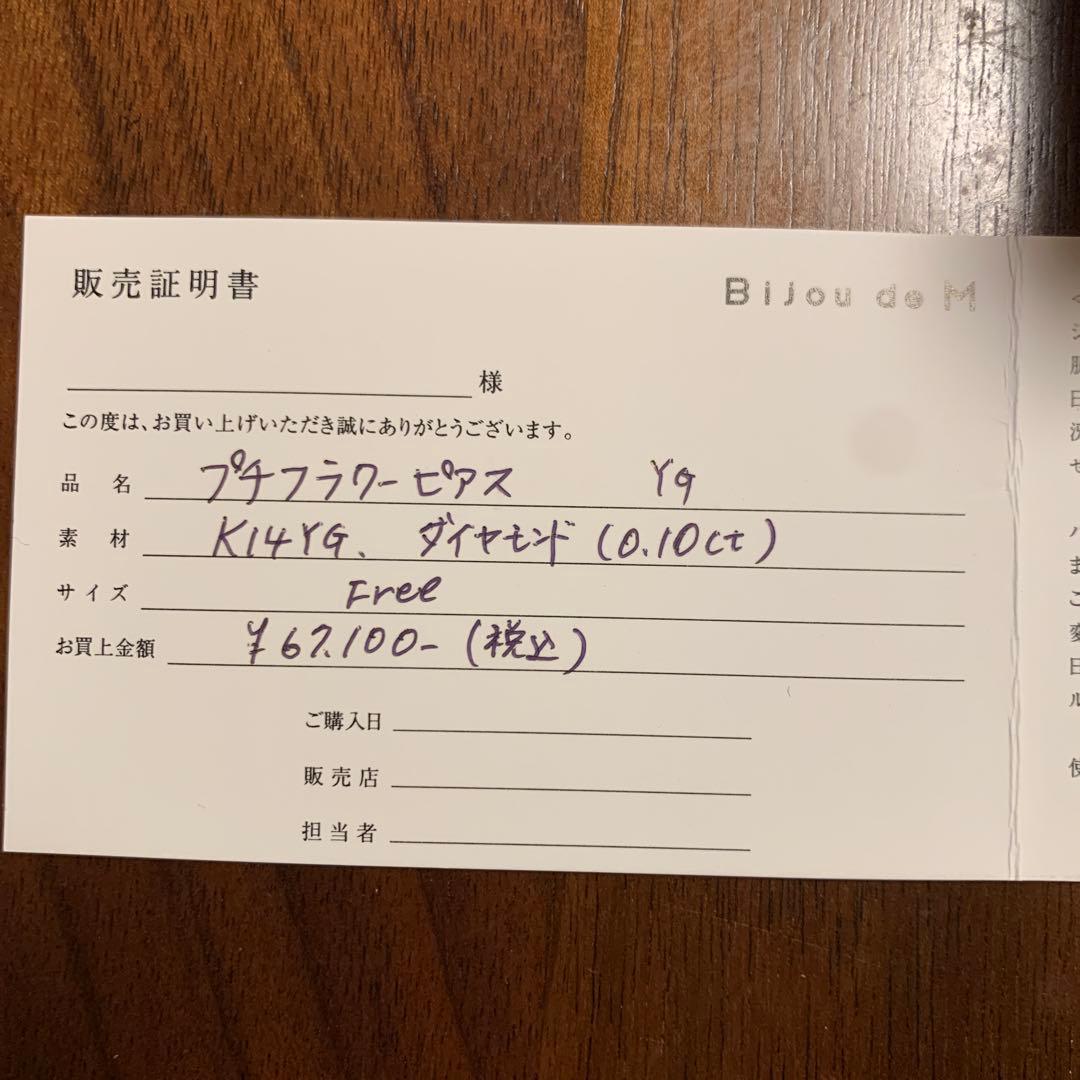 販売証明書
Bijou de M
様
この度は、お買い上げいただき誠にありがとうございます。
品 名 プチフラワーピアス YG
素 材 K14YG、 ダイヤモンド (0.10ct)
サイズ Free
お買上金額 ¥67.100-(税込)
ご購入日
販売店
担当者